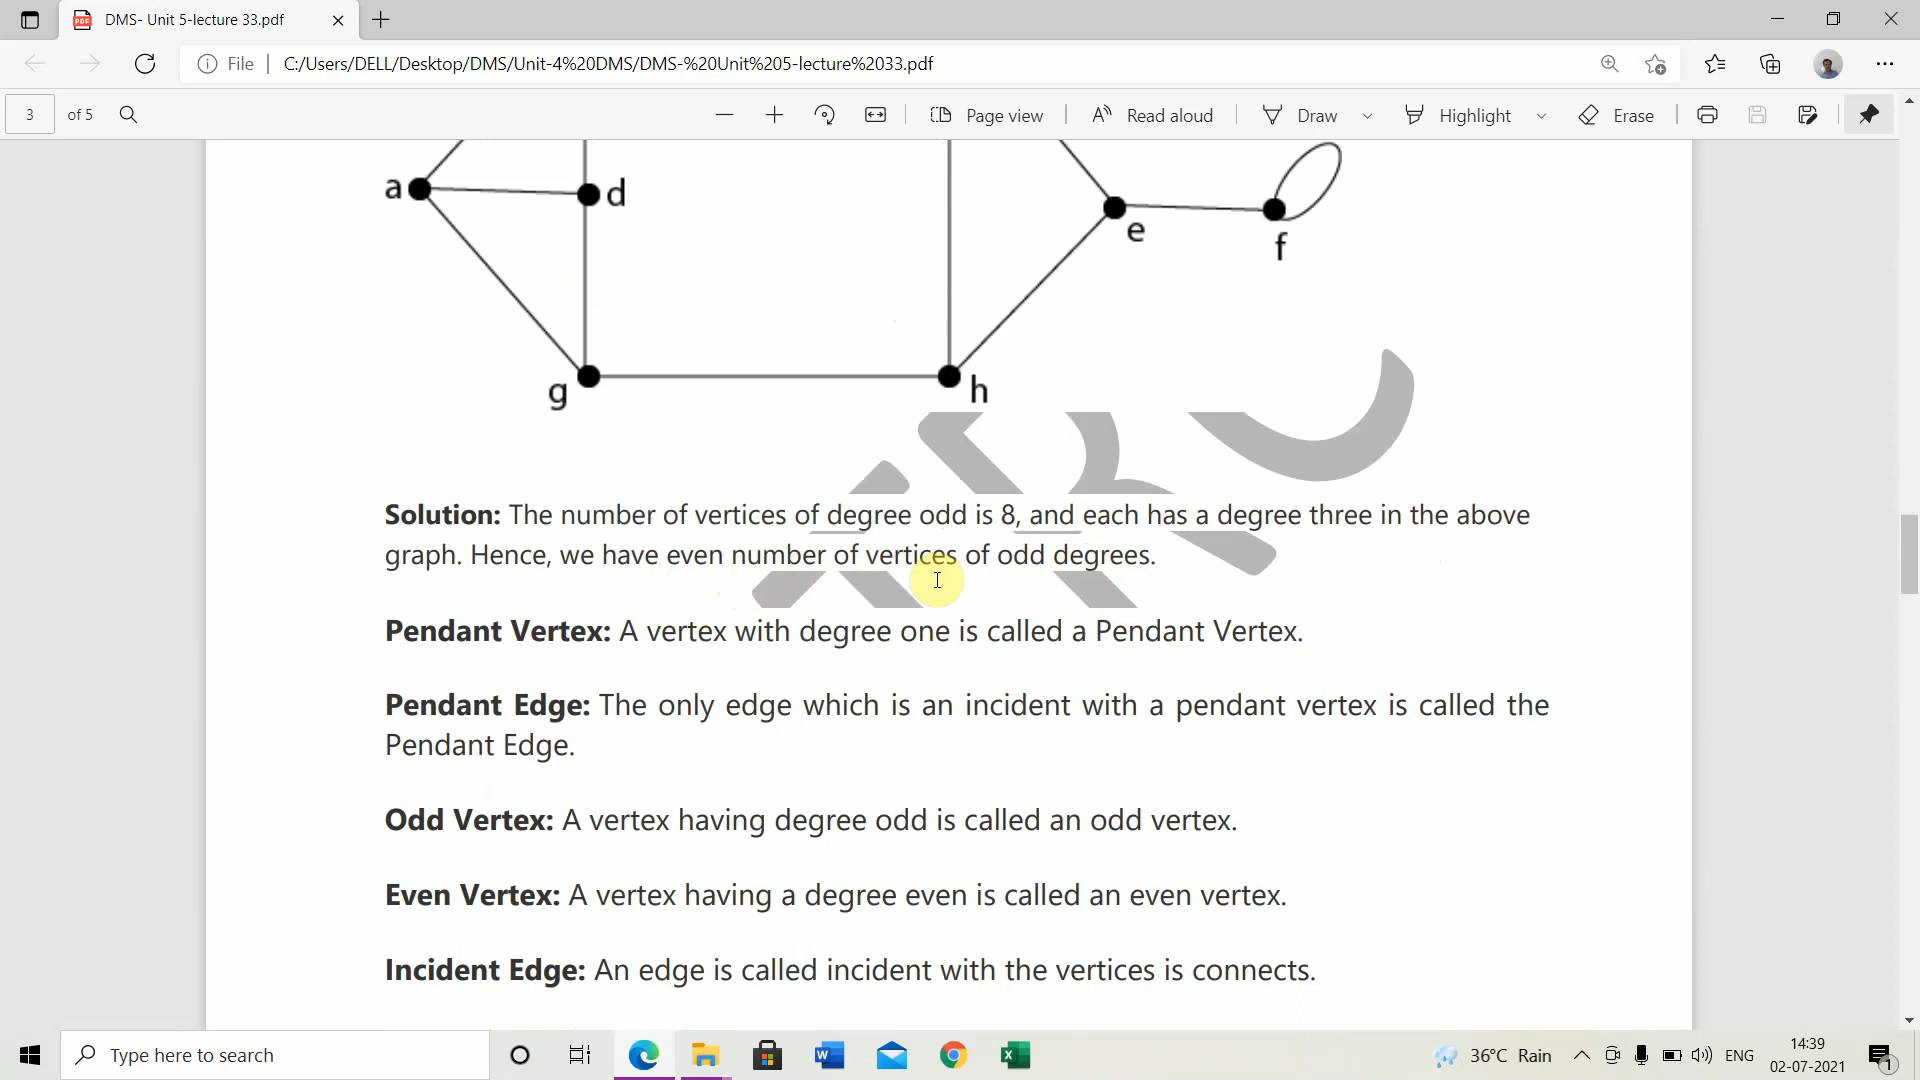 DMS- Unit 5-lecture 33.pdf
File C:/Users/DELL/Desktop/DMS/Unit-4%20DMS/DMS-%20Unit%205-lecture%2033.pdf
3 of 5 Page view Read aloud Draw Highlight Erase
a d
e
f
g h
Solution: The number of vertices of degree odd is 8, and each has a degree three in the above
graph. Hence, we have even number of vertices of odd degrees.
Pendant Vertex: A vertex with degree one is called a Pendant Vertex.
Pendant Edge: The only edge which is an incident with a pendant vertex is called the
Pendant Edge.
Odd Vertex: A vertex having degree odd is called an odd vertex.
Even Vertex: A vertex having a degree even is called an even vertex.
Incident Edge: An edge is called incident with the vertices is connects.
Type here to search 36°C Rain ENG 14:39
02-07-2021 1